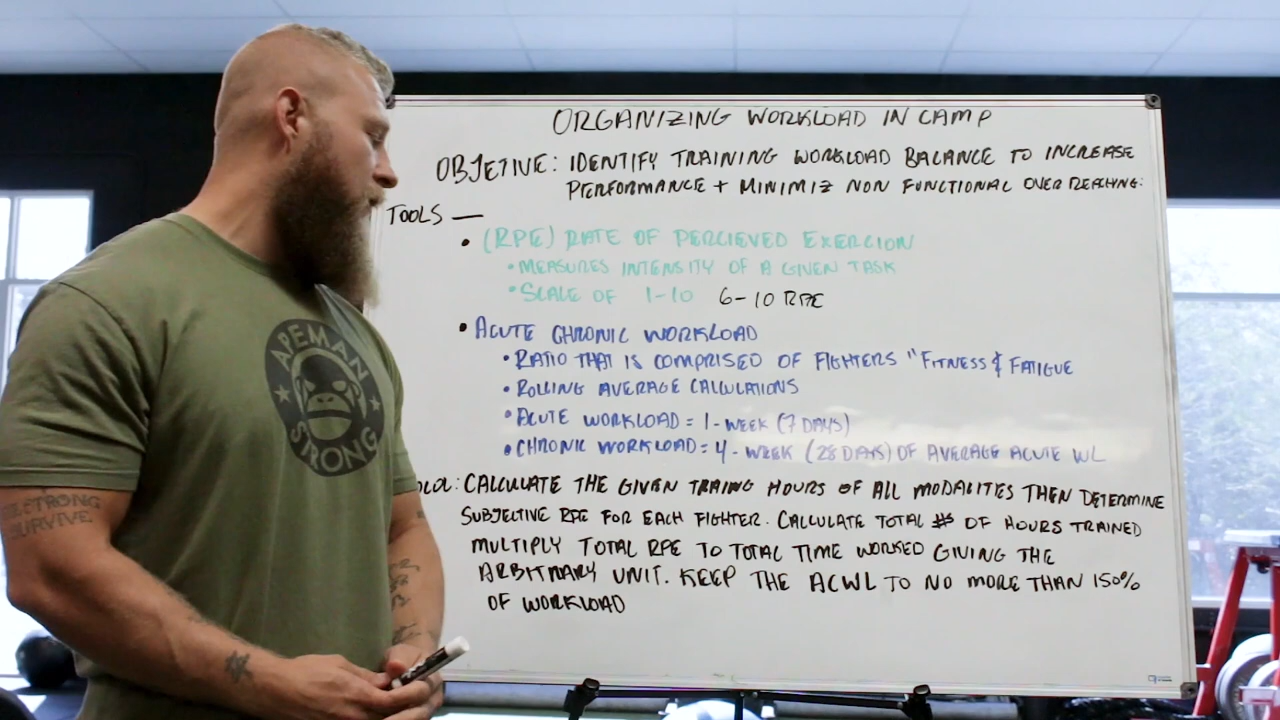 ORGANIZING WORKLOAD IN CAMP
OBJETIVE: IDENTIFY TRAINING WORKLOAD BALANCE TO INCREASE
PERFORMANCE + MINIMIZ NON FUNCTIONAL OVER REACHING:
TOOLS —
• (RPE) RATE OF PERCIEVED EXERCION
• MEASURES INTENSITY OF A GIVEN TASK
• SCALE OF 1-10 6-10 RPE
• ACUTE CHRONIC WORKLOAD
• RATIO THAT IS COMPRISED OF FIGHTERS "FITNESS & FATIGUE
• ROLLING AVERAGE CALCULATIONS
• ACUTE WORKLOAD = 1-WEEK (7 DAYS)
• CHRONIC WORKLOAD = 4-WEEK (28 DAYS) OF AVERAGE ACUTE WL
OCOL: CALCULATE THE GIVEN TRAING HOURS OF ALL MODALITIES THEN DETERMINE
SUBJECTIVE RPE FOR EACH FIGHTER. CALCULATE TOTAL #S OF HOURS TRAINED
MULTIPLY TOTAL RPE TO TOTAL TIME WORKED GIVING THE
ARBITRARY UNIT. KEEP THE ACWL TO NO MORE THAN 150%
OF WORKLOAD
APEMAN
STRONG
STRONG
SURVIVE